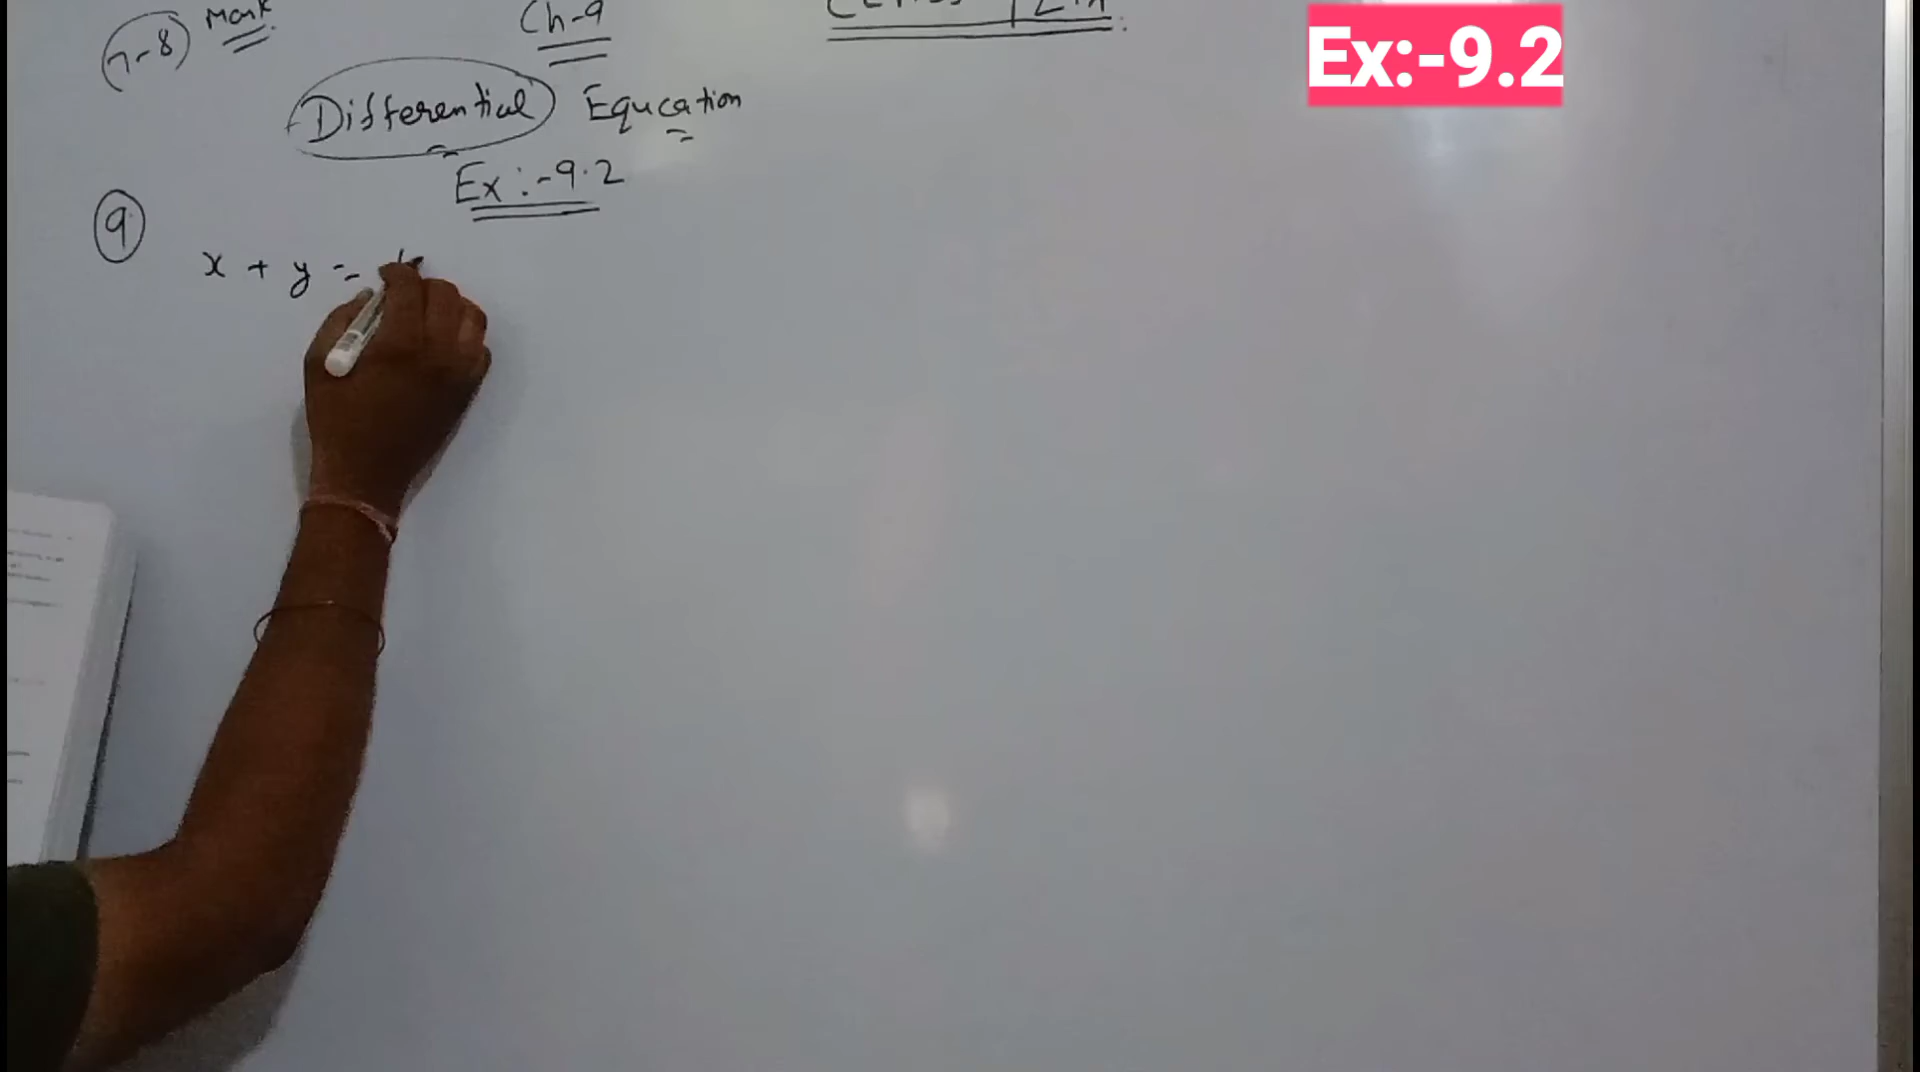 (7-8) Mark
Ch-9
Ex:-9.2
Differential Equcation
Ex:-9.2
9
x + y =